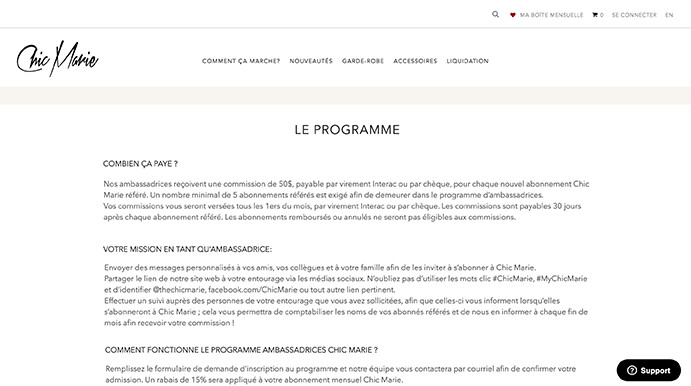 MA BOÎTE MENSUELLE 0 SE CONNECTER EN
Chic Marie
COMMENT ÇA MARCHE? NOUVEAUTÉS GARDE-ROBE ACCESSOIRES LIQUIDATION
LE PROGRAMME
COMBIEN ÇA PAYE ?
Nos ambassadrices reçoivent une commission de 50$, payable par virement Interac ou par chèque, pour chaque nouvel abonnement Chic
Marie référé. Un nombre minimal de 5 abonnements référés est exigé afin de demeurer dans le programme d'ambassadrices.
Vos commissions vous seront versées tous les 1ers du mois, par virement Interac ou par chèque. Les commissions sont payables 30 jours
après chaque abonnement référé. Les abonnements remboursés ou annulés ne seront pas éligibles aux commissions.
VOTRE MISSION EN TANT QU'AMBASSADRICE:
Envoyer des messages personnalisés à vos amis, vos collègues et à votre famille afin de les inviter à s'abonner à Chic Marie.
Partager le lien de notre site web à votre entourage via les médias sociaux. N'oubliez pas d'utiliser les mots clic #ChicMarie, #MyChicMarie
et d'identifier @thechicmarie, facebook.com/ChicMarie ou tout autre lien pertinent.
Effectuer un suivi auprès des personnes de votre entourage que vous avez sollicitées, afin que celles-ci vous informent lorsqu'elles
s'abonneront à Chic Marie ; cela vous permettra de comptabiliser les noms de vos abonnés référés et de nous en informer à chaque fin de
mois afin recevoir votre commission !
COMMENT FONCTIONNE LE PROGRAMME AMBASSADRICES CHIC MARIE ?
Remplissez le formulaire de demande d'inscription au programme et notre équipe vous contactera par courriel afin de confirmer votre
admission. Un rabais de 15% sera appliqué à votre abonnement mensuel Chic Marie.
Support